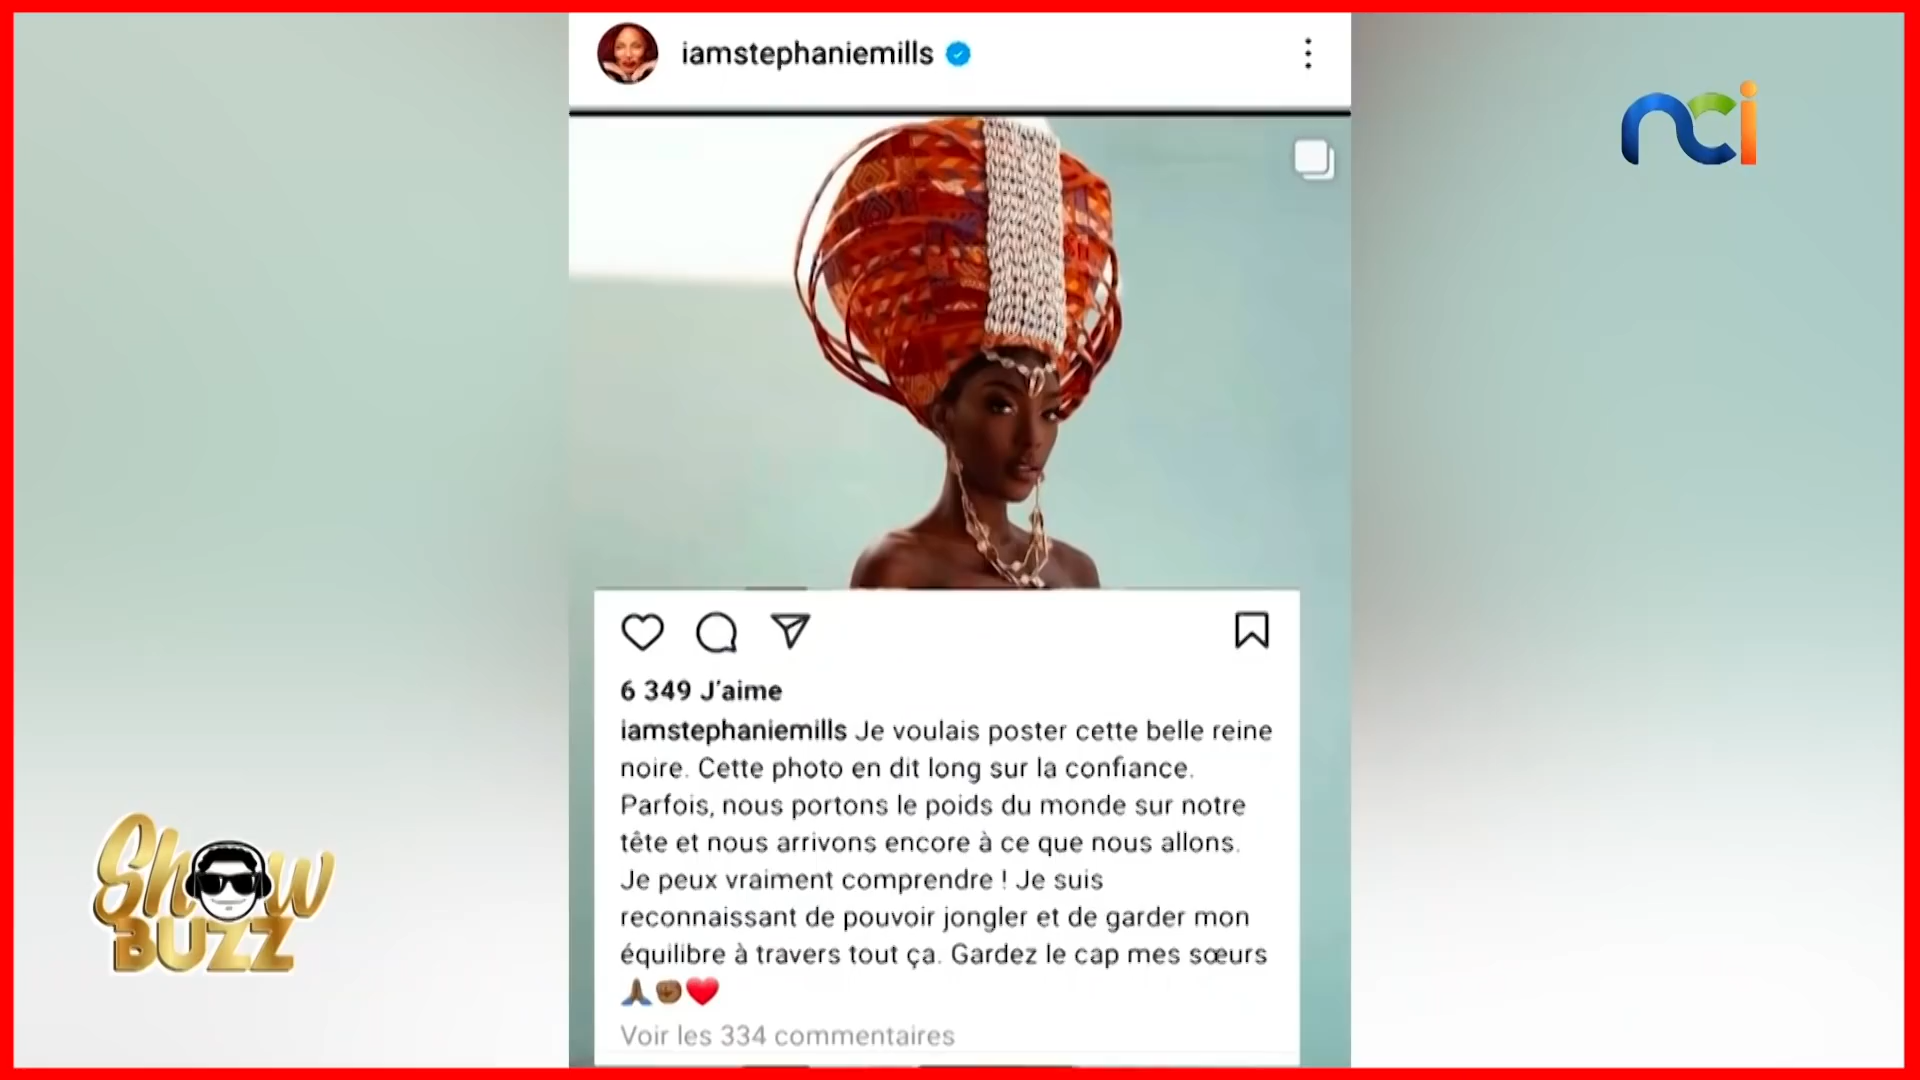 iamstephaniemills
nci
6 349 J'aime
iamstephaniemills Je voulais poster cette belle reine
noire. Cette photo en dit long sur la confiance.
Parfois, nous portons le poids du monde sur notre
tête et nous arrivons encore à ce que nous allons.
Je peux vraiment comprendre ! Je suis
reconnaissant de pouvoir jongler et de garder mon
équilibre à travers tout ça. Gardez le cap mes sœurs
🙏🏾✊🏾❤️
Voir les 334 commentaires
Show
BUZZ